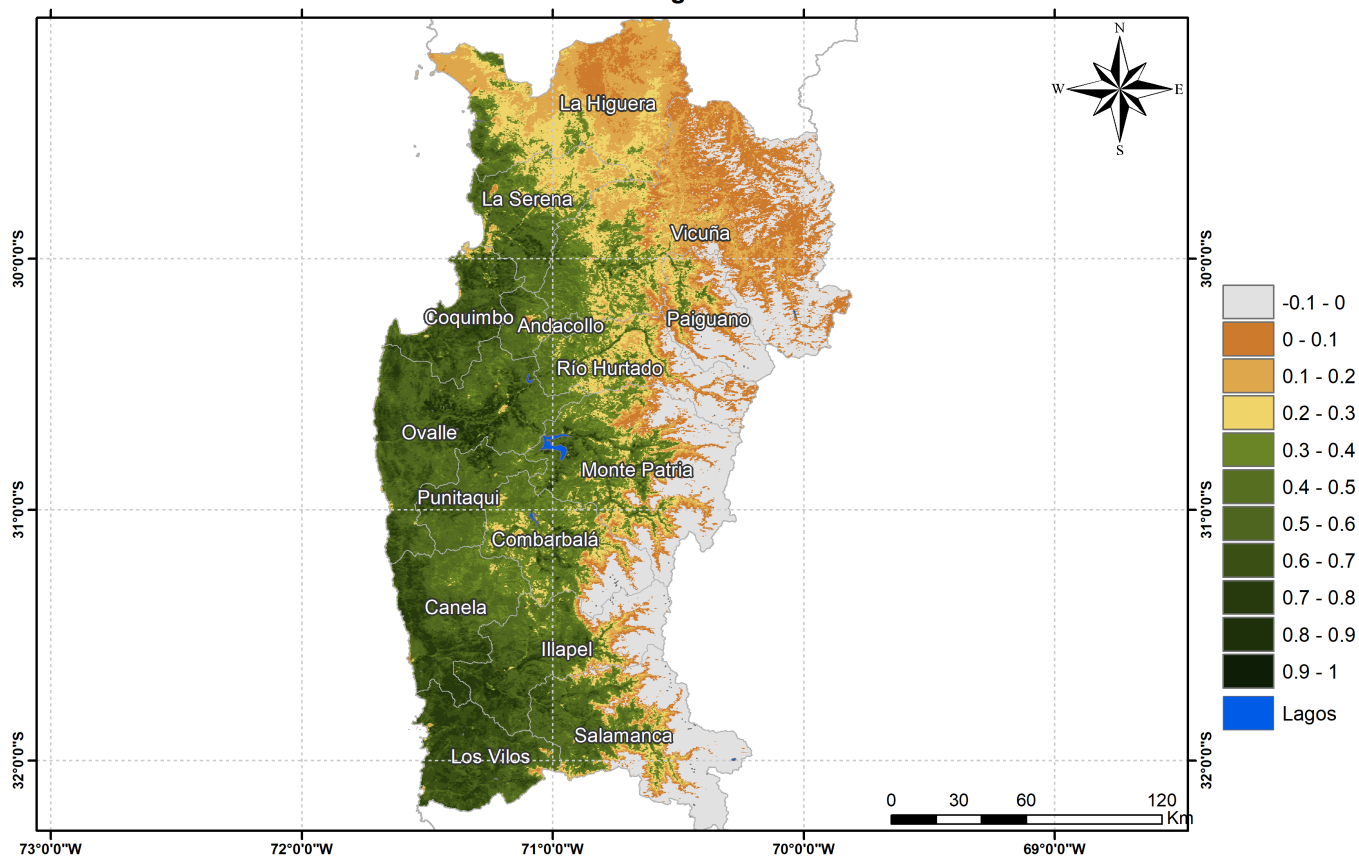 N
W
E
S
La Higuera
La Serena
Vicuña
Coquimbo
Andacollo
Paiguano
Río Hurtado
Ovalle
Monte Patria
Punitaqui
Combarbalá
Canela
Illapel
Salamanca
Los Vilos
30°0'0"S
31°0'0"S
32°0'0"S
30°0'0"S
31°0'0"S
32°0'0"S
73°0'0"W
72°0'0"W
71°0'0"W
70°0'0"W
69°0'0"W
-0.1 - 0
0 - 0.1
0.1 - 0.2
0.2 - 0.3
0.3 - 0.4
0.4 - 0.5
0.5 - 0.6
0.6 - 0.7
0.7 - 0.8
0.8 - 0.9
0.9 - 1
Lagos
0 30 60 120
Km